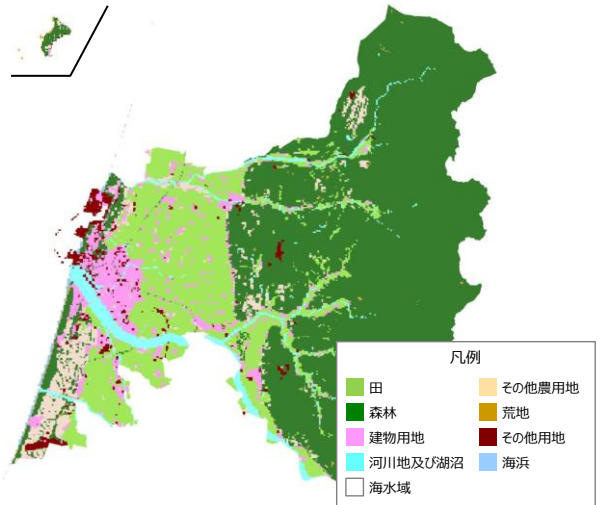 凡例
田
その他農用地
森林
荒地
建物用地
その他用地
河川地及び湖沼
海浜
海水域